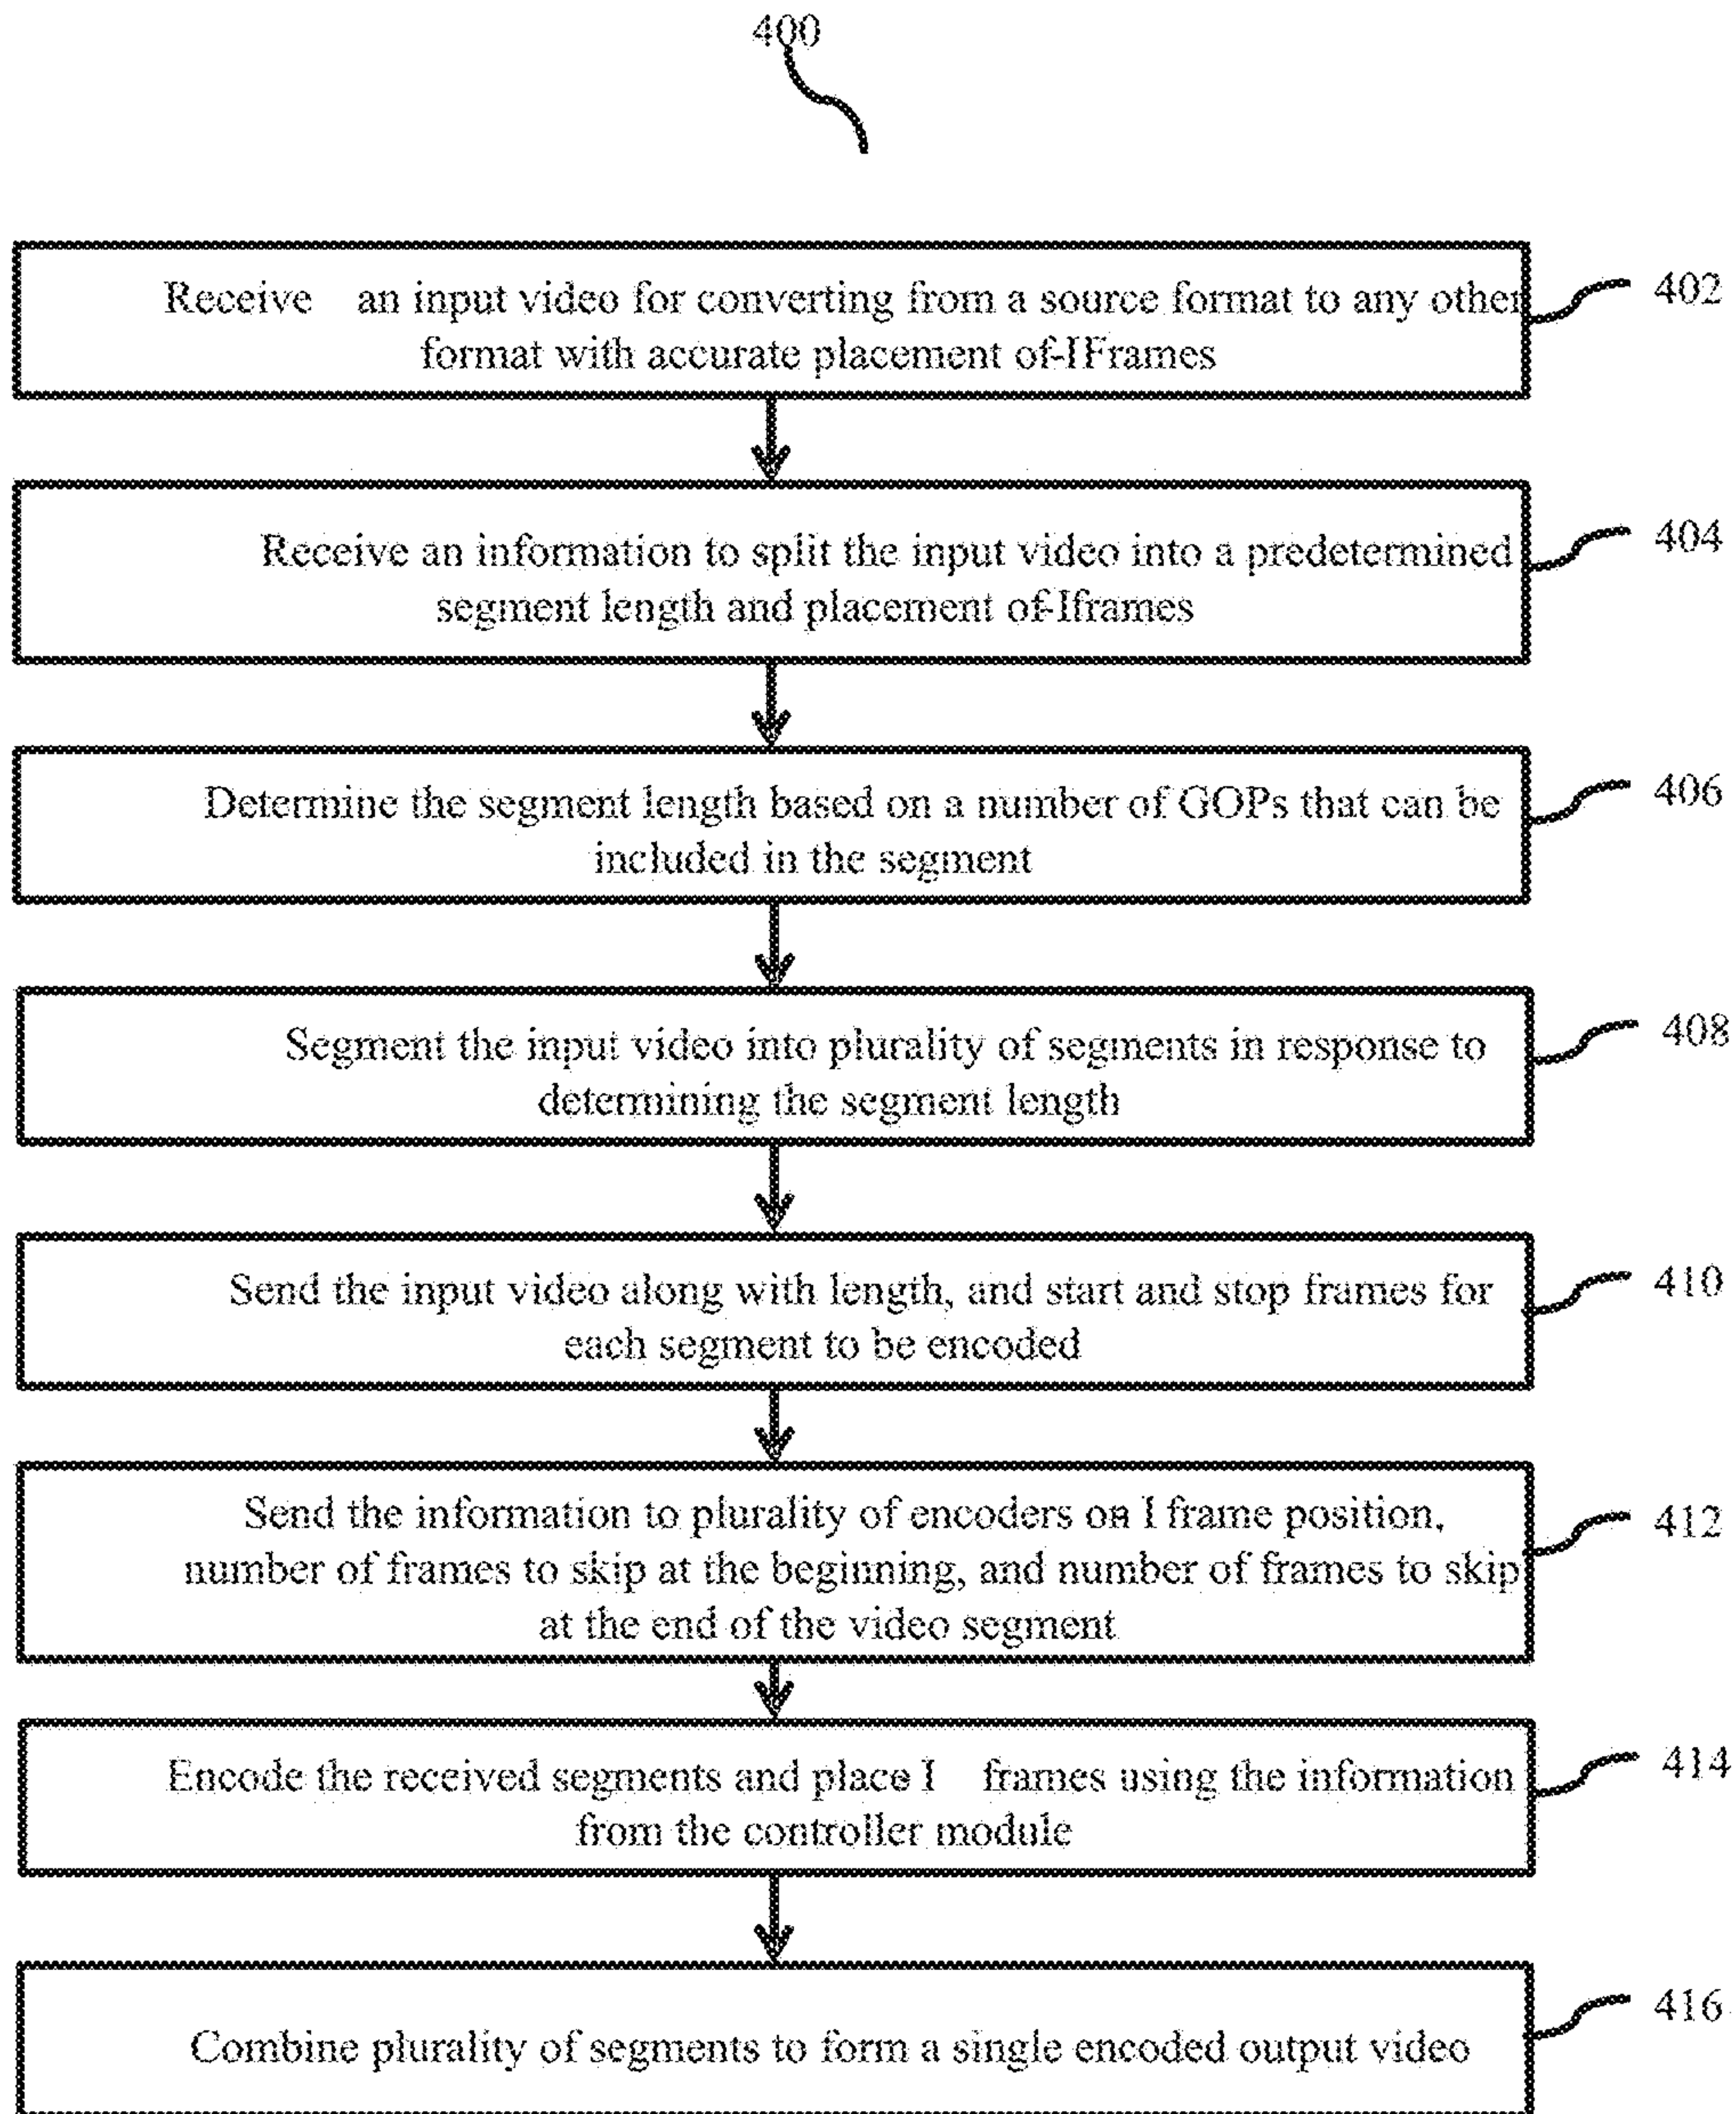 400
Receive an input video for converting from a source format to any other
format with accurate placement of-IFrames
402
Receive an information to split the input video into a predetermined
segment length and placement of-Iframes
404
Determine the segment length based on a number of GOPs that can be
included in the segment
406
Segment the input video into plurality of segments in response to
determining the segment length
408
Send the input video along with length, and start and stop frames for
each segment to be encoded
410
Send the information to plurality of encoders on I frame position,
number of frames to skip at the beginning, and number of frames to skip
at the end of the video segment
412
Encode the received segments and place I frames using the information
from the controller module
414
Combine plurality of segments to form a single encoded output video
416